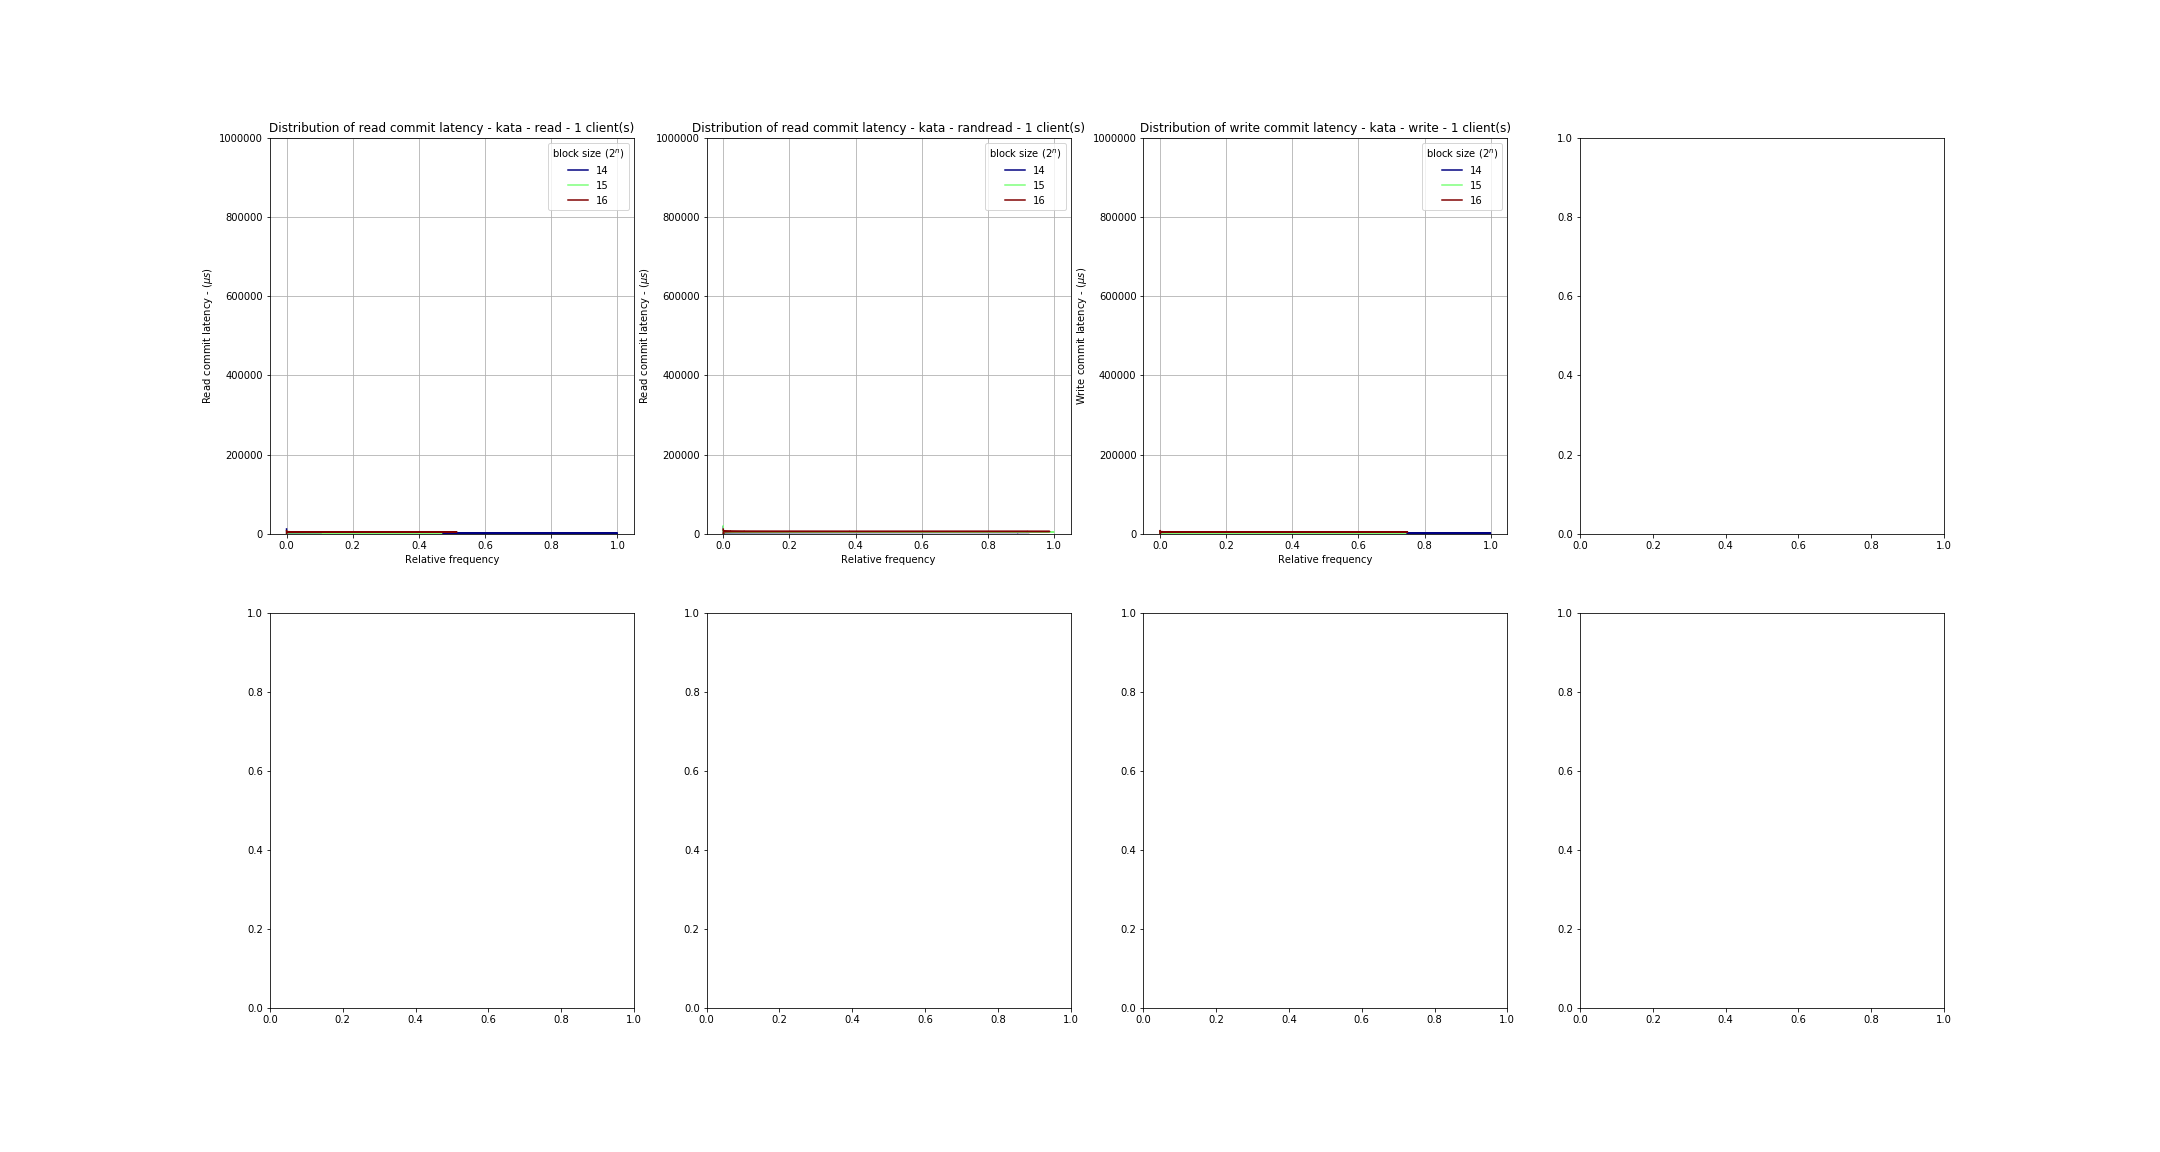 Distribution of read commit latency - kata - read - 1 client(s)
Read commit latency - (μs)
1000000
800000
600000
400000
200000
0
block size (2ⁿ)
14
15
16
0.0 0.2 0.4 0.6 0.8 1.0
Relative frequency
Distribution of read commit latency - kata - randread - 1 client(s)
Read commit latency - (μs)
1000000
800000
600000
400000
200000
0
block size (2ⁿ)
14
15
16
0.0 0.2 0.4 0.6 0.8 1.0
Relative frequency
Distribution of write commit latency - kata - write - 1 client(s)
Write commit latency - (μs)
1000000
800000
600000
400000
200000
0
block size (2ⁿ)
14
15
16
0.0 0.2 0.4 0.6 0.8 1.0
Relative frequency
1.0
0.8
0.6
0.4
0.2
0.0
0.0 0.2 0.4 0.6 0.8 1.0
1.0
0.8
0.6
0.4
0.2
0.0
0.0 0.2 0.4 0.6 0.8 1.0
1.0
0.8
0.6
0.4
0.2
0.0
0.0 0.2 0.4 0.6 0.8 1.0
1.0
0.8
0.6
0.4
0.2
0.0
0.0 0.2 0.4 0.6 0.8 1.0
1.0
0.8
0.6
0.4
0.2
0.0
0.0 0.2 0.4 0.6 0.8 1.0